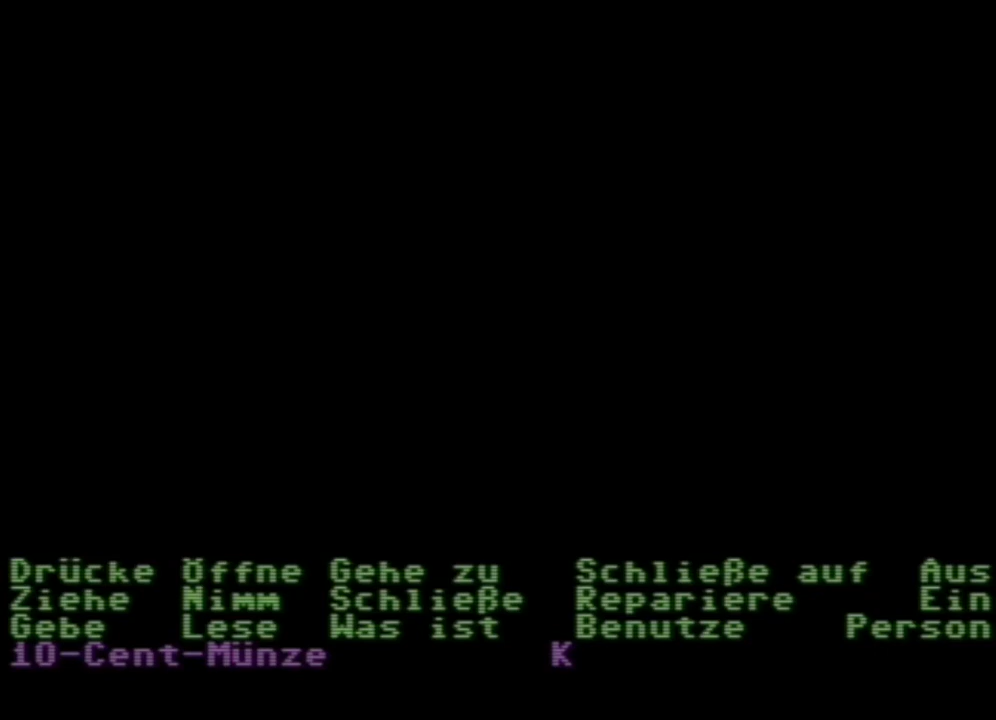 Drücke Öffne Gehe zu Schließe auf Aus
Ziehe Nimm Schließe Repariere Ein
Gebe Lese Was ist Benutze Person
10-Cent-Münze K